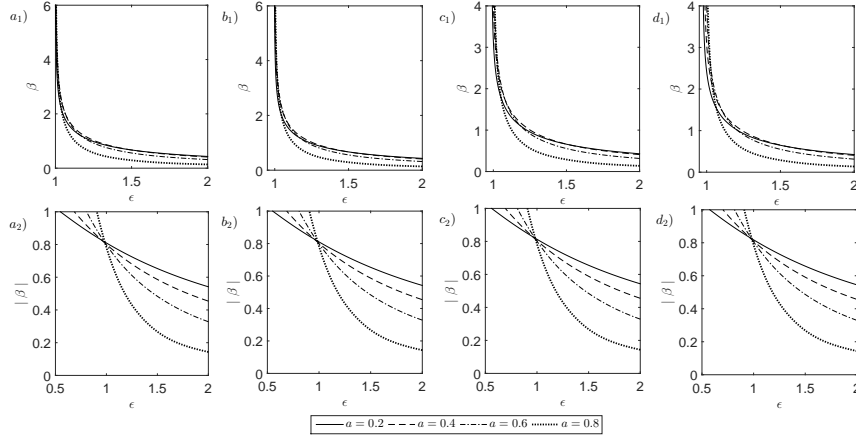 a₁) b₁) c₁) d₁)
6 6 4 4
4 4 3 3
β β β β
2 2 2 2
1 1
0 0 0 0
1 1.5 2 1 1.5 2 1 1.5 2 1 1.5 2
ϵ ϵ ϵ ϵ
a₂) b₂) c₂) d₂)
1 1 1 1
0.8 0.8 0.8 0.8
0.6 0.6 0.6 0.6
| β | | β | | β | | β |
0.4 0.4 0.4 0.4
0.2 0.2 0.2 0.2
0 0 0 0
0.5 1 1.5 2 0.5 1 1.5 2 0.5 1 1.5 2 0.5 1 1.5 2
ϵ ϵ ϵ ϵ
a = 0.2 a = 0.4 a = 0.6 a = 0.8